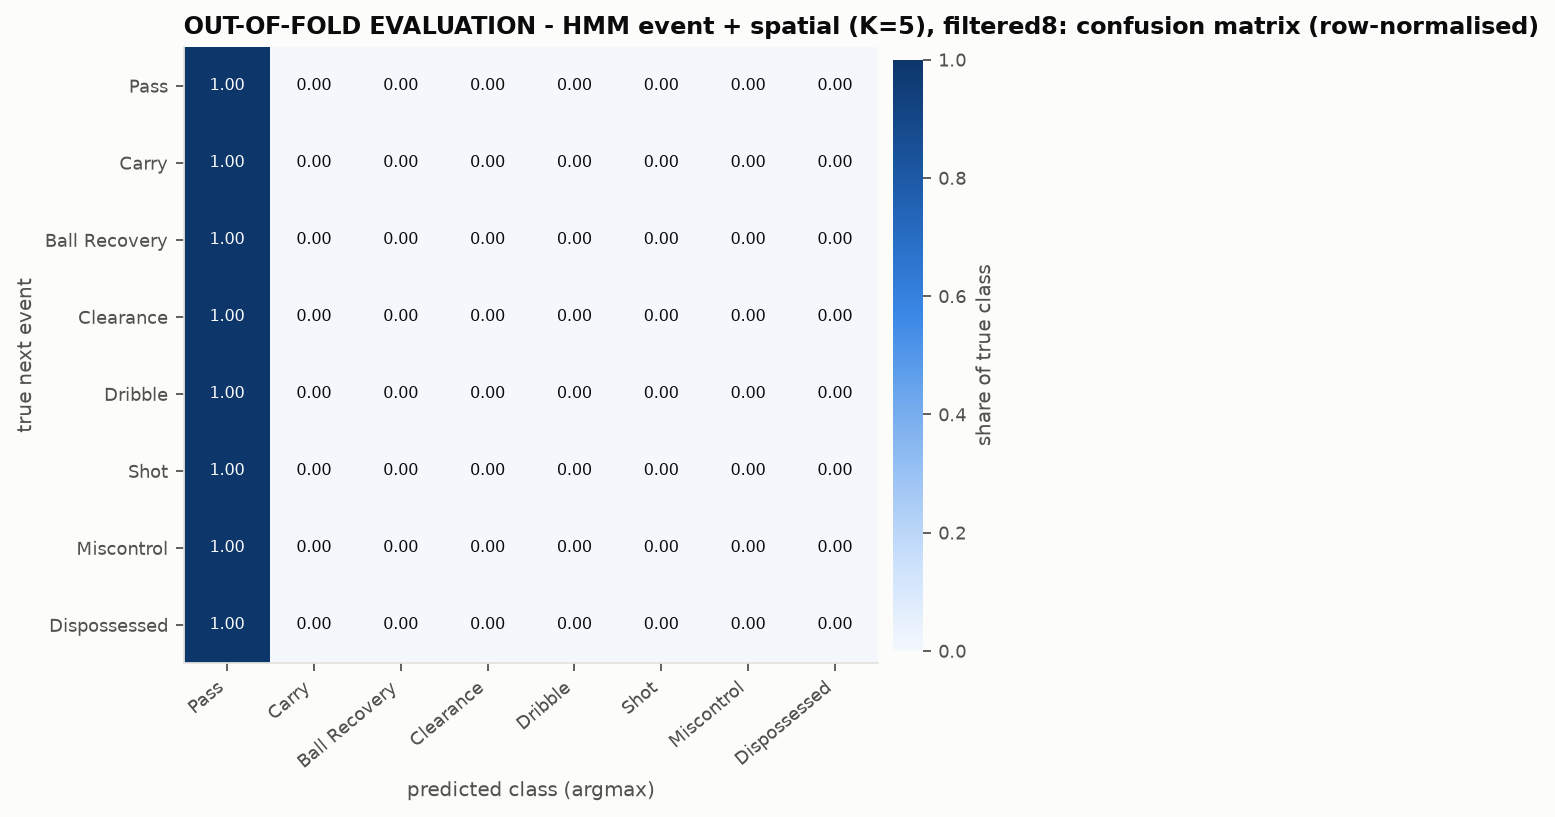 OUT-OF-FOLD EVALUATION - HMM event + spatial (K=5), filtered8: confusion matrix (row-normalised)
Pass 1.00 0.00 0.00 0.00 0.00 0.00 0.00 0.00
Carry 1.00 0.00 0.00 0.00 0.00 0.00 0.00 0.00
Ball Recovery 1.00 0.00 0.00 0.00 0.00 0.00 0.00 0.00
Clearance 1.00 0.00 0.00 0.00 0.00 0.00 0.00 0.00
Dribble 1.00 0.00 0.00 0.00 0.00 0.00 0.00 0.00
Shot 1.00 0.00 0.00 0.00 0.00 0.00 0.00 0.00
Miscontrol 1.00 0.00 0.00 0.00 0.00 0.00 0.00 0.00
Dispossessed 1.00 0.00 0.00 0.00 0.00 0.00 0.00 0.00
true next event
Pass Carry Ball Recovery Clearance Dribble Shot Miscontrol Dispossessed
predicted class (argmax)
1.0
0.8
0.6
0.4
0.2
0.0
share of true class